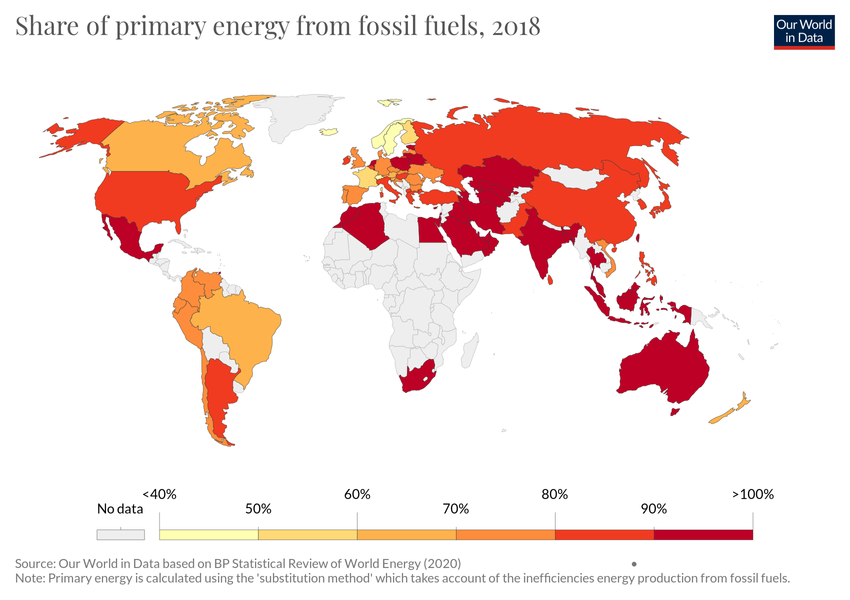 Share of primary energy from fossil fuels, 2018
Our World
in Data
<40% 60% 80% >100%
No data 50% 70% 90%
Source: Our World in Data based on BP Statistical Review of World Energy (2020)
Note: Primary energy is calculated using the 'substitution method' which takes account of the inefficiencies energy production from fossil fuels.